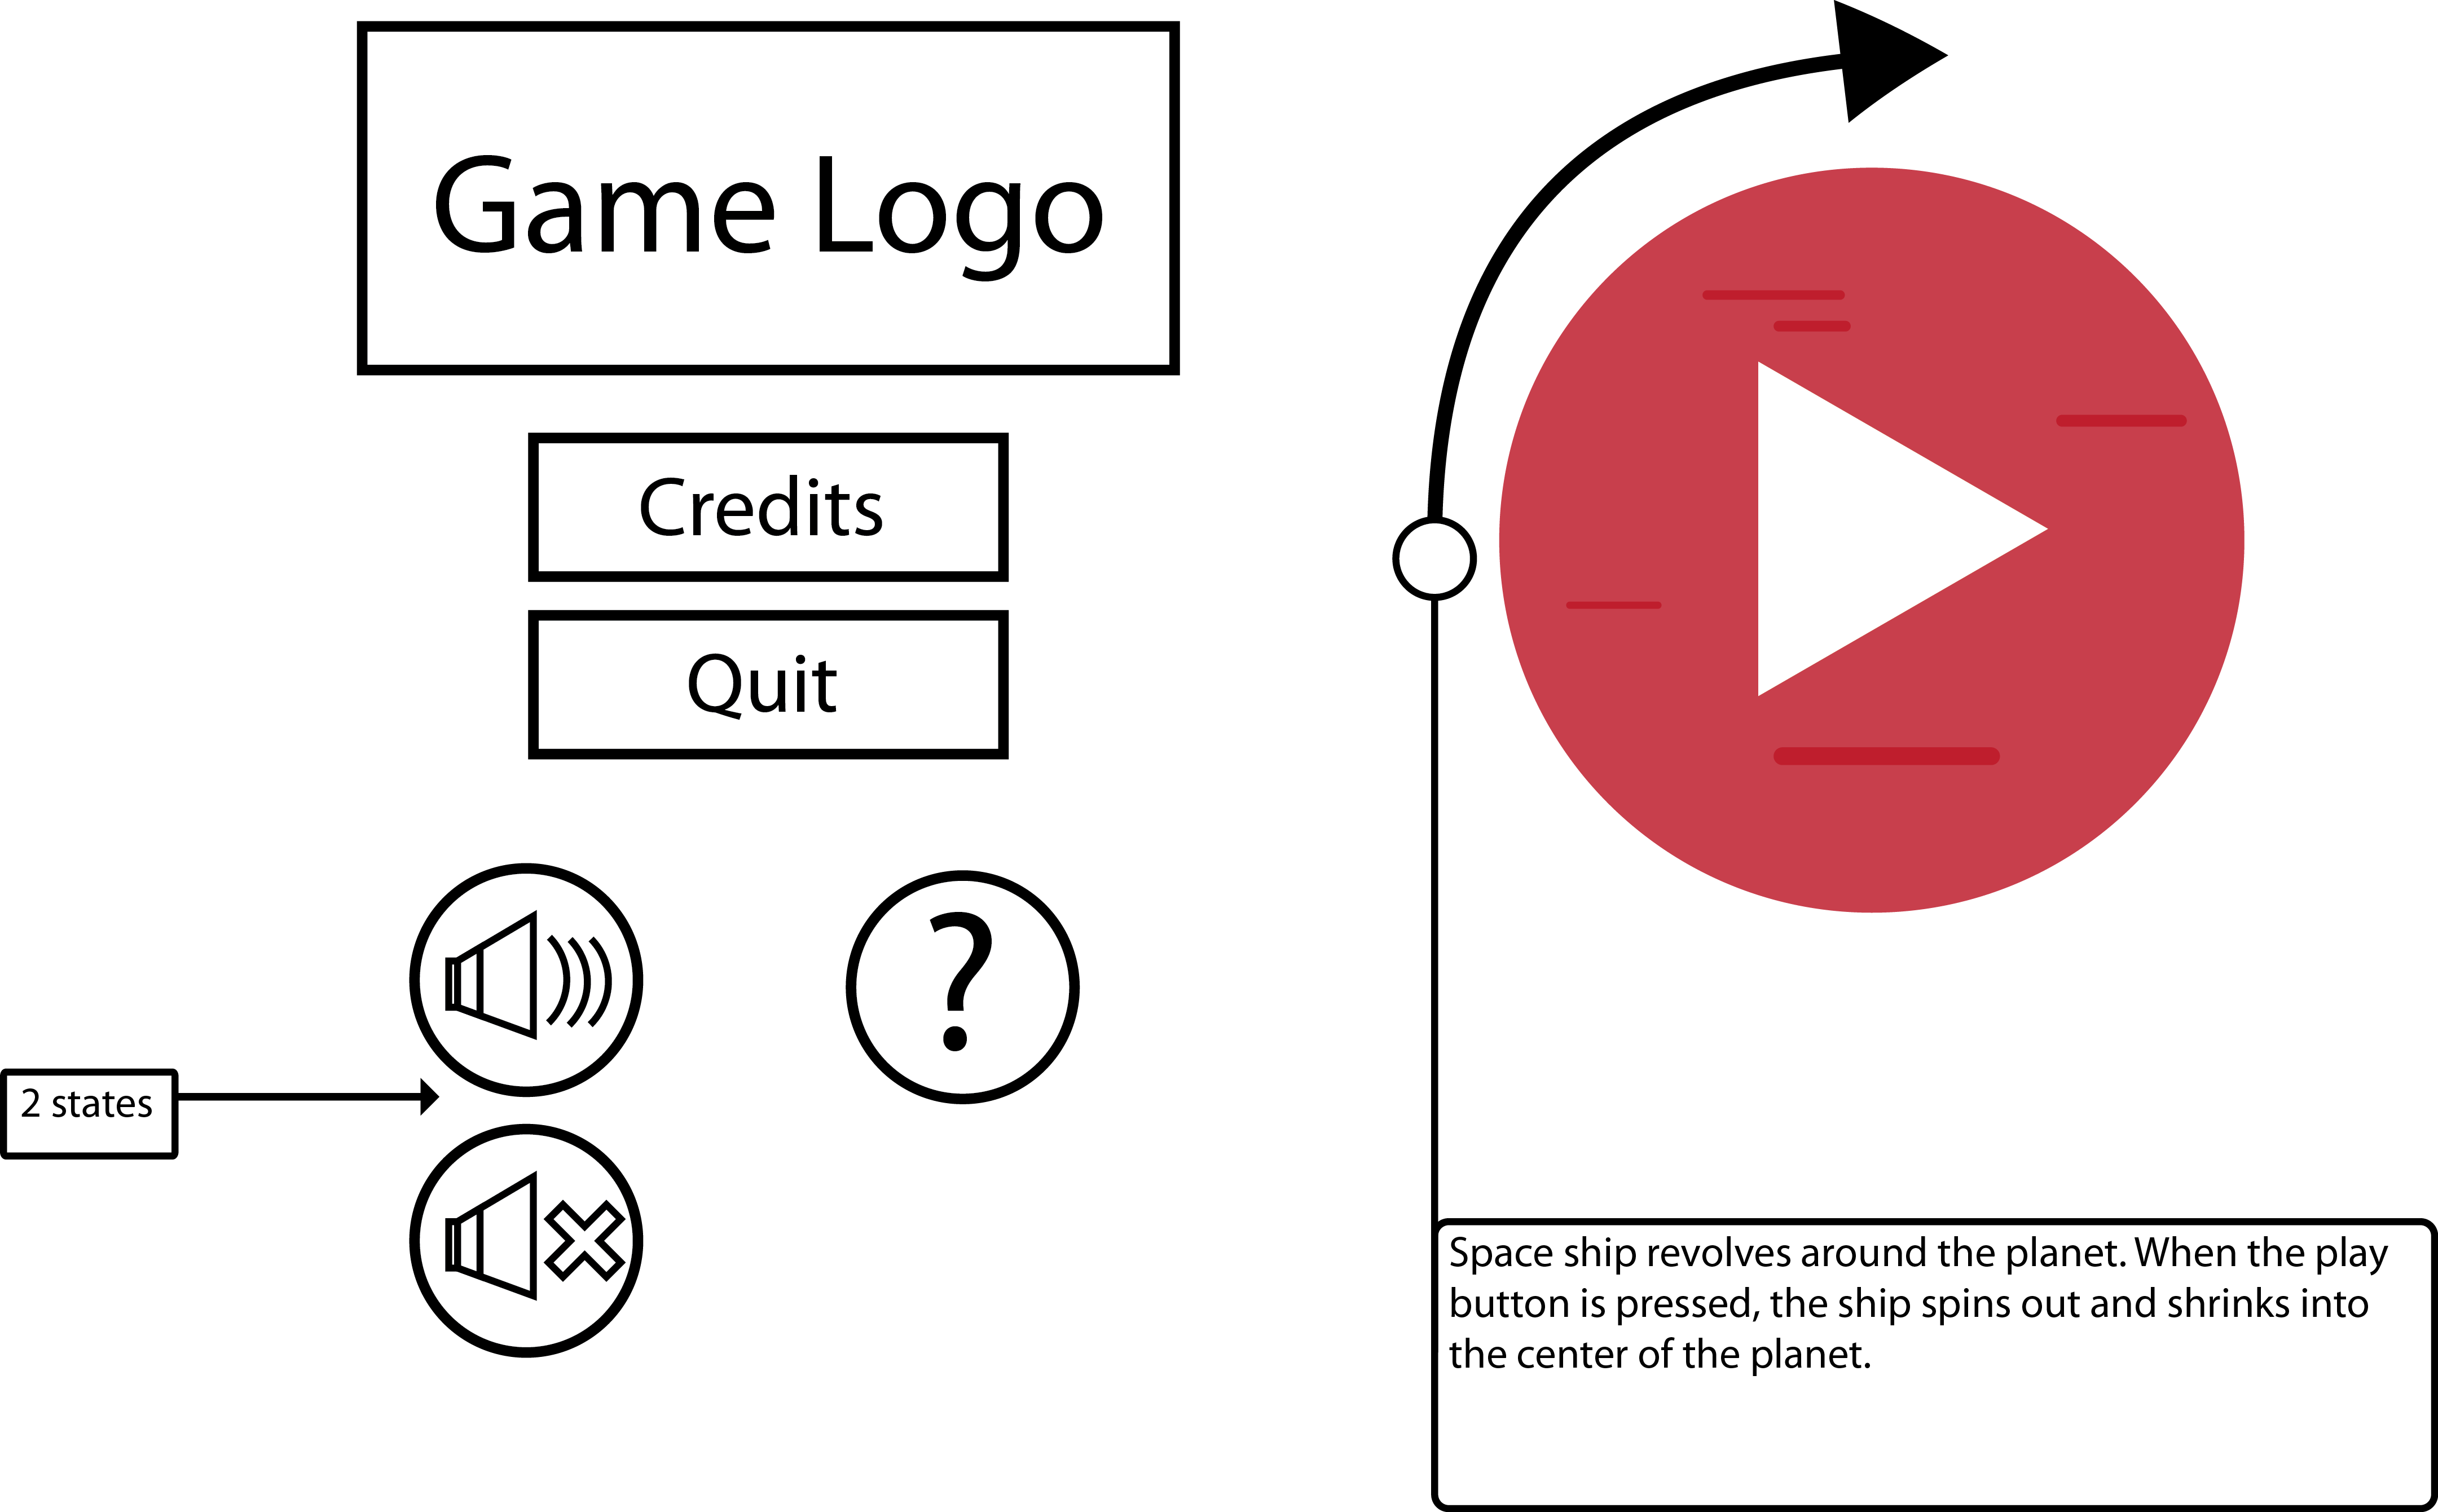 Game Logo
Credits
Quit
?
2 states
Space ship revolves around the planet. When the play
button is pressed, the ship spins out and shrinks into
the center of the planet.